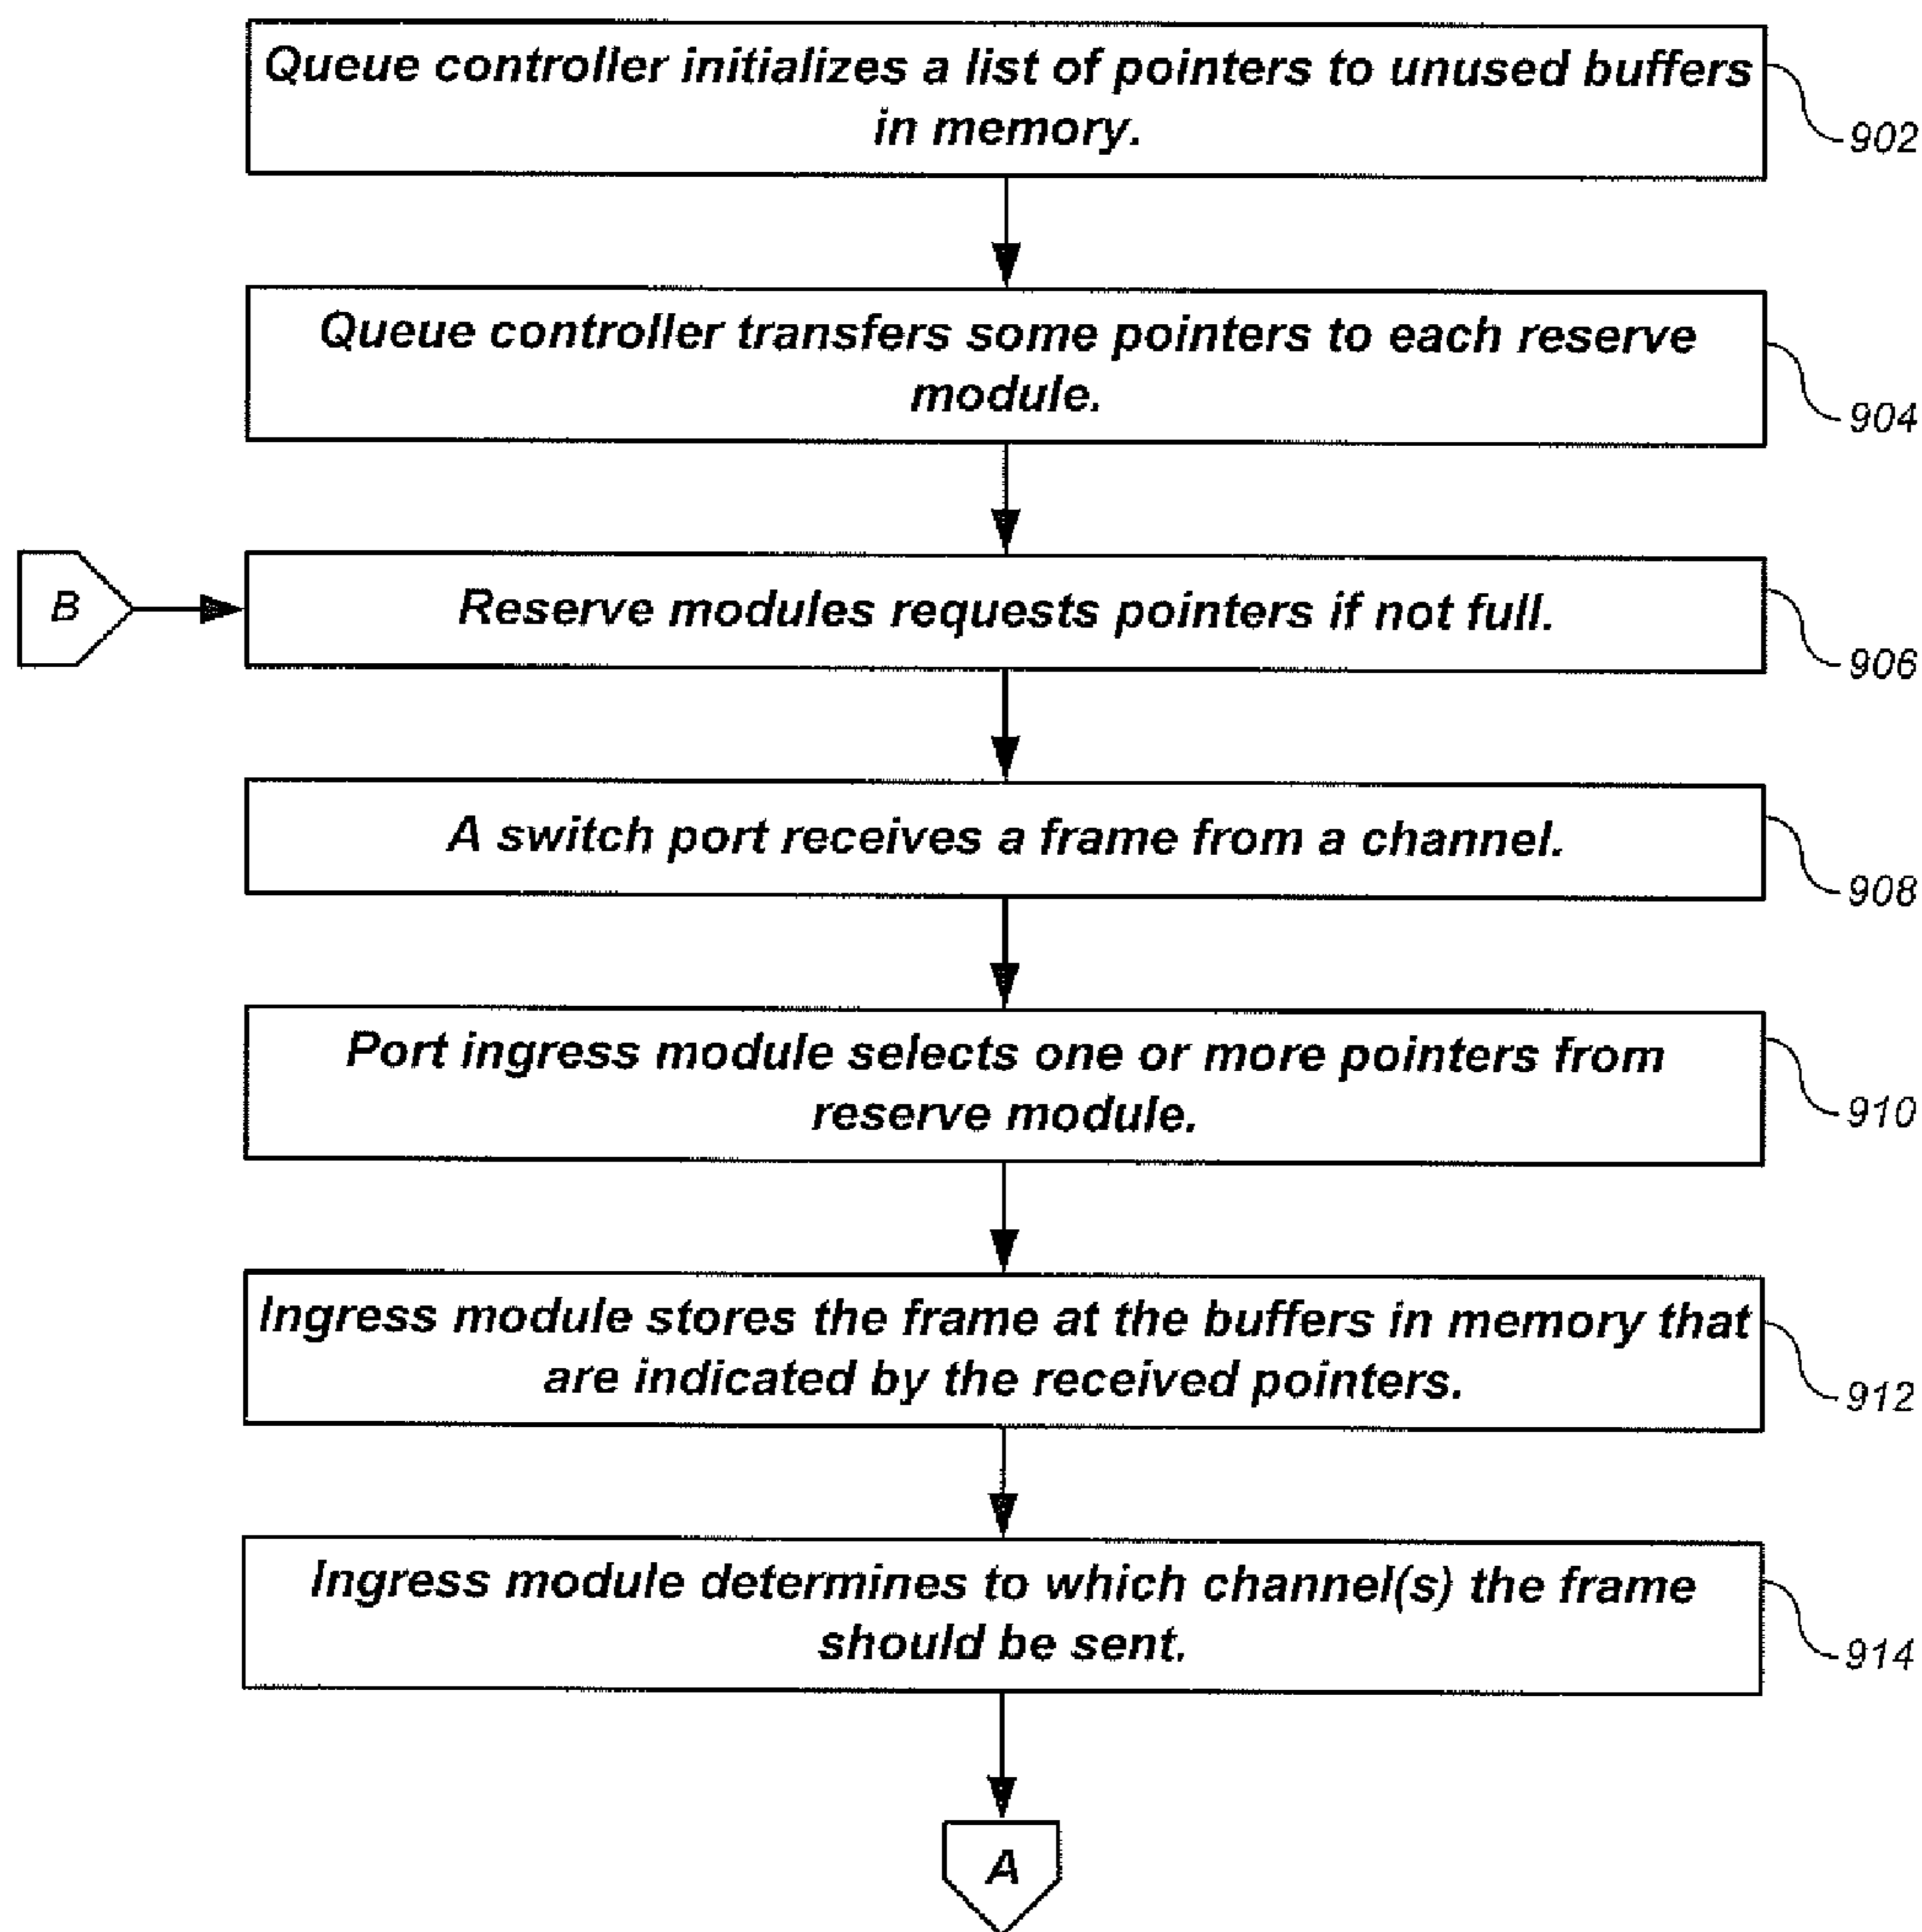 Queue controller initializes a list of pointers to unused buffers
in memory.
902
Queue controller transfers some pointers to each reserve
module.
904
B
Reserve modules requests pointers if not full.
906
A switch port receives a frame from a channel.
908
Port ingress module selects one or more pointers from
reserve module.
910
Ingress module stores the frame at the buffers in memory that
are indicated by the received pointers.
912
Ingress module determines to which channel(s) the frame
should be sent.
914
A